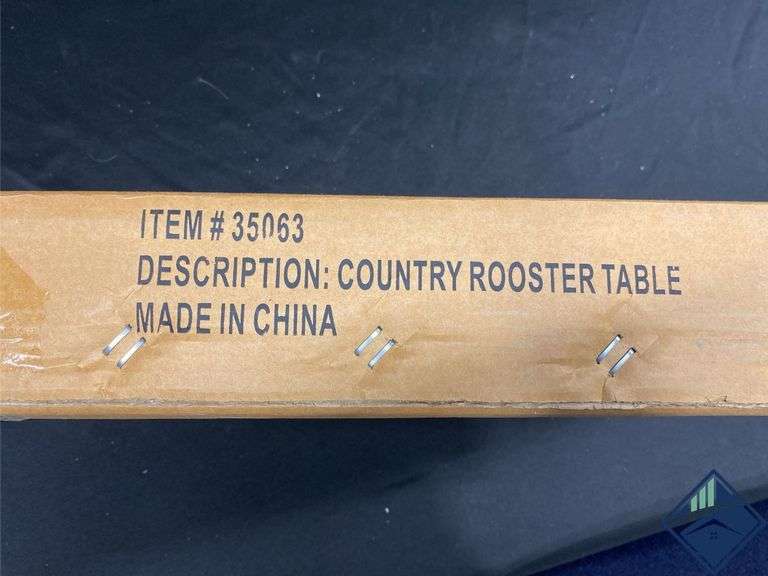 ITEM # 35063
DESCRIPTION: COUNTRY ROOSTER TABLE
MADE IN CHINA